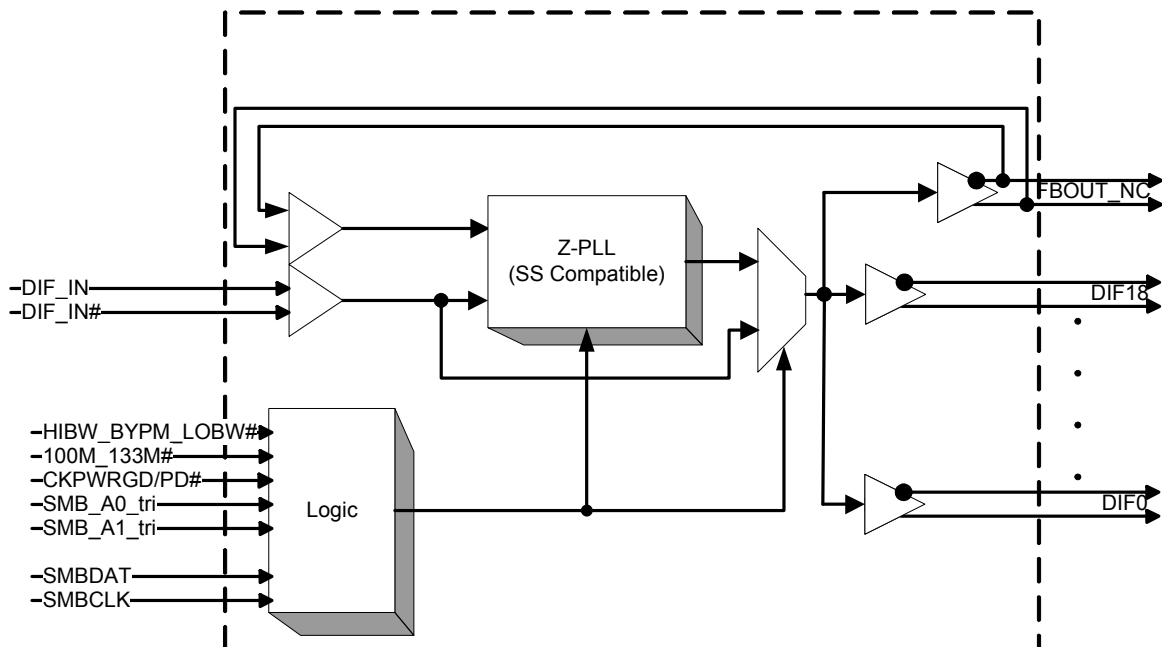 FBOUT_NC
Z-PLL
(SS Compatible)
DIF_IN
DIF_IN#
DIF18
HIBW_BYPM_LOBW#
100M_133M#
CKPWRGD/PD#
SMB_A0_tri
SMB_A1_tri
Logic
DIF0
SMBDAT
SMBCLK